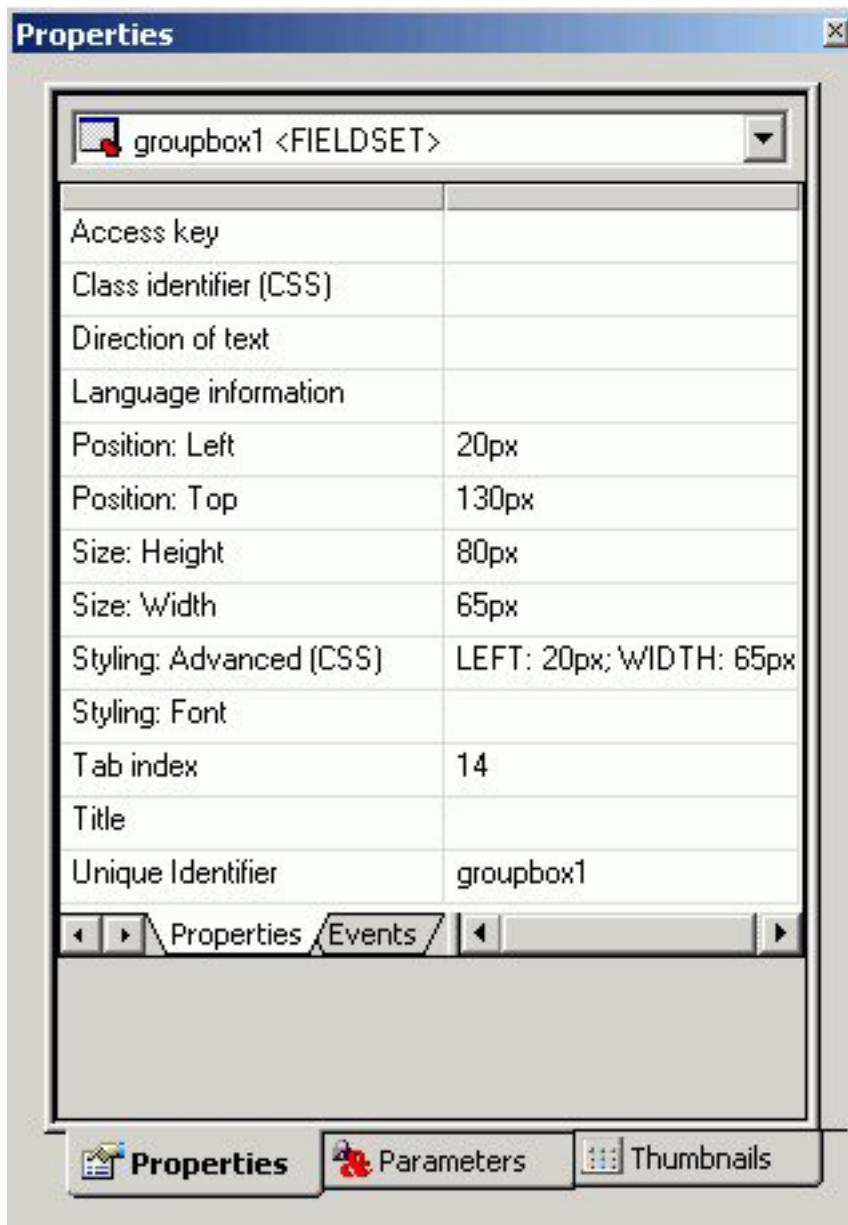 Properties
groupbox1 <FIELDSET>
Access key
Class identifier (CSS)
Direction of text
Language information
Position: Left 20px
Position: Top 130px
Size: Height 80px
Size: Width 65px
Styling: Advanced (CSS) LEFT: 20px; WIDTH: 65px
Styling: Font
Tab index 14
Title
Unique Identifier groupbox1
Properties Events
Properties Parameters Thumbnails